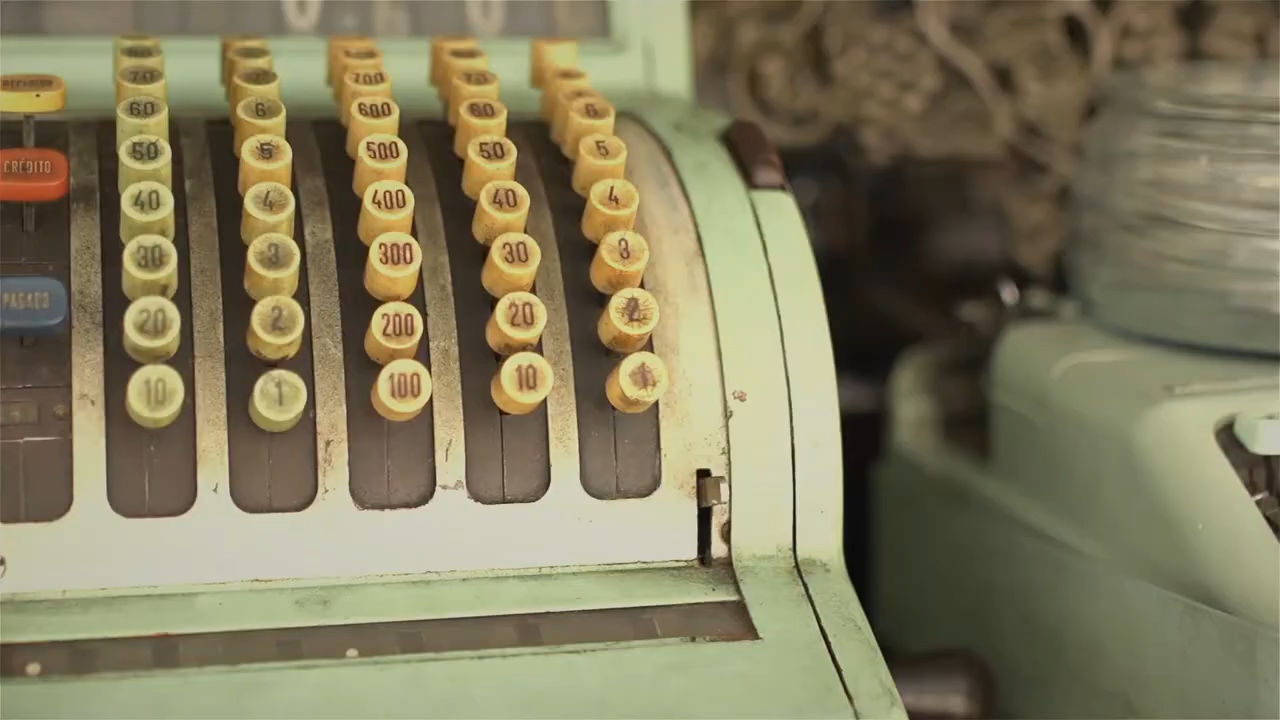 70 700 70
60 6 600 60 6
CRÉDITO 50 5 500 50 5
40 4 400 40 4
30 3 300 30 3
PAGADO 20 2 200 20 2
10 1 100 10 1